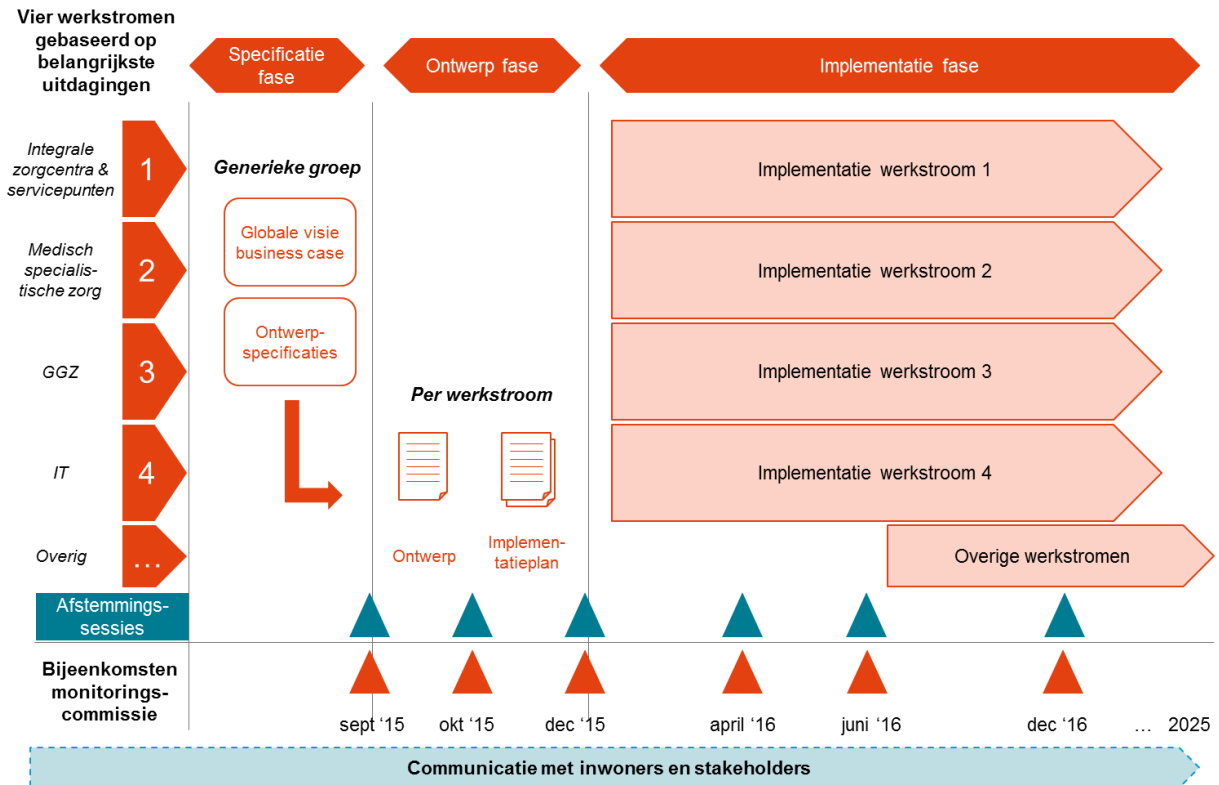 Vier werkstromen
gebaseerd op
belangrijkste
uitdagingen
Specificatie
fase
Ontwerp fase
Implementatie fase
Integrale
zorgcentra &
servicepunten
1
Generieke groep
Globale visie
business case
Implementatie werkstroom 1
Medisch
specialis-
tische zorg
2
Ontwerp-
specificaties
Implementatie werkstroom 2
GGZ
3
Per werkstroom
Implementatie werkstroom 3
IT
4
Implementatie werkstroom 4
Overig
...
Ontwerp
Implemen-
tatieplan
Overige werkstromen
Afstemmings-
sessies
Bijeenkomsten
monitorings-
commissie
sept ‘15
okt ‘15
dec ‘15
april ‘16
juni ‘16
dec ‘16
...
2025
Communicatie met inwoners en stakeholders